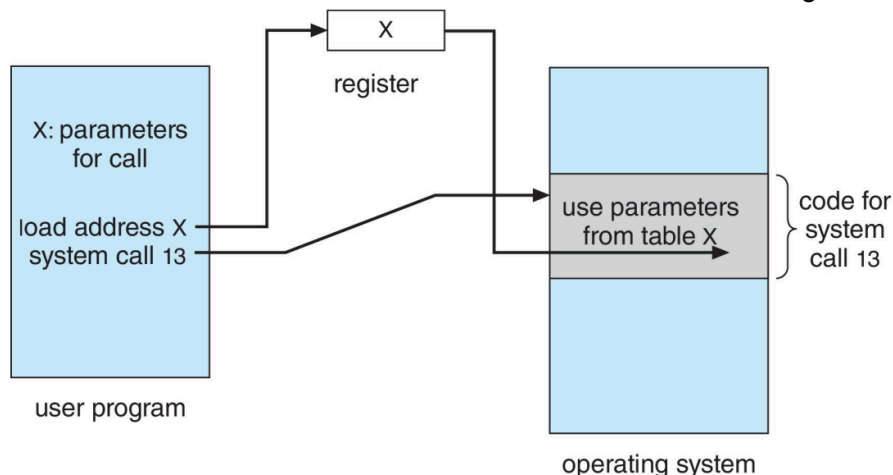 X
register
X: parameters
for call
load address X
system call 13
use parameters
from table X
code for
system
call 13
user program
operating system